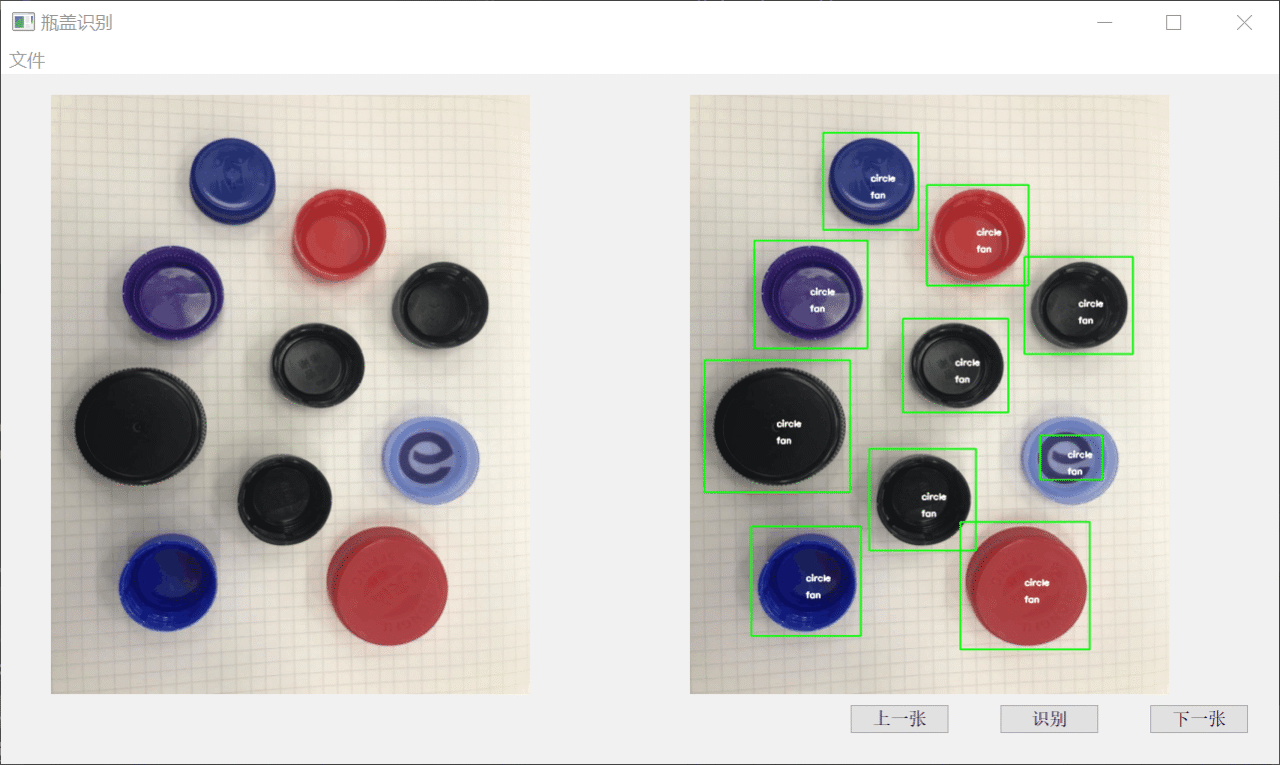 瓶盖识别
文件
circle
fan
circle
fan
circle
fan
circle
fan
circle
fan
circle
fan
circle
fan
circle
fan
circle
fan
circle
fan
上一张
识别
下一张